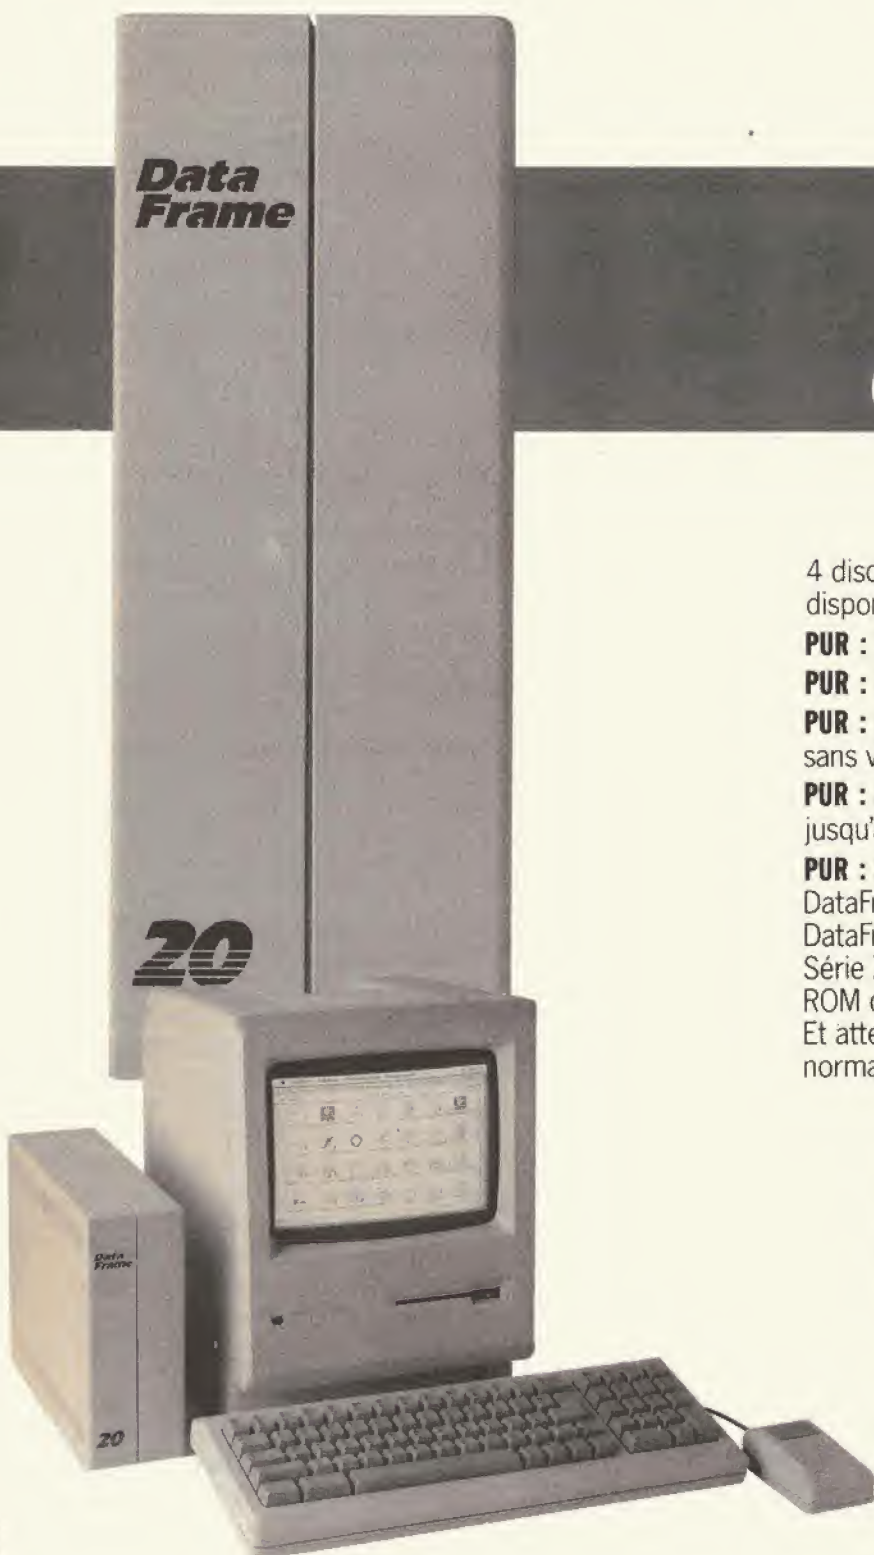 Data
Frame
20
4 disc
dispor
PUR :
PUR :
PUR :
sans v
PUR :
jusqu'
PUR :
DataFr
DataFr
Série
ROM
Et atte
norma
Data
Frame
20